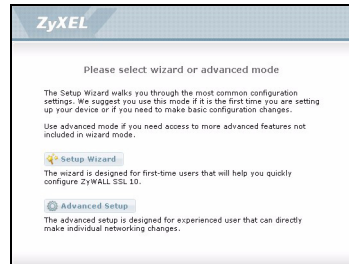 ZyXEL
Please select wizard or advanced mode
The Setup Wizard walks you through the most common configuration
settings. We suggest you use this mode if it is the first time you are setting
up your device or if you need to make basic configuration changes.
Use advanced mode if you need access to more advanced features not
included in wizard mode.
Setup Wizard
The wizard is designed for first-time users that will help you quickly
configure ZyWALL SSL 10.
Advanced Setup
The advanced setup is designed for experienced user that can directly
make individual networking changes.